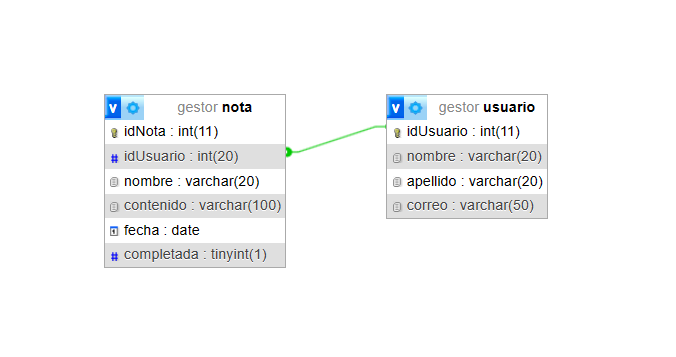 v gestor nota
idNota : int(11)
# idUsuario : int(20)
nombre : varchar(20)
contenido : varchar(100)
fecha : date
# completada : tinyint(1)
v gestor usuario
idUsuario : int(11)
nombre : varchar(20)
apellido : varchar(20)
correo : varchar(50)